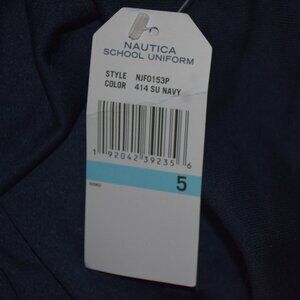 NAUTICA
SCHOOL UNIFORM
STYLE NJF0153P
COLOR 414 SU NAVY
1 92042 39235 6
5